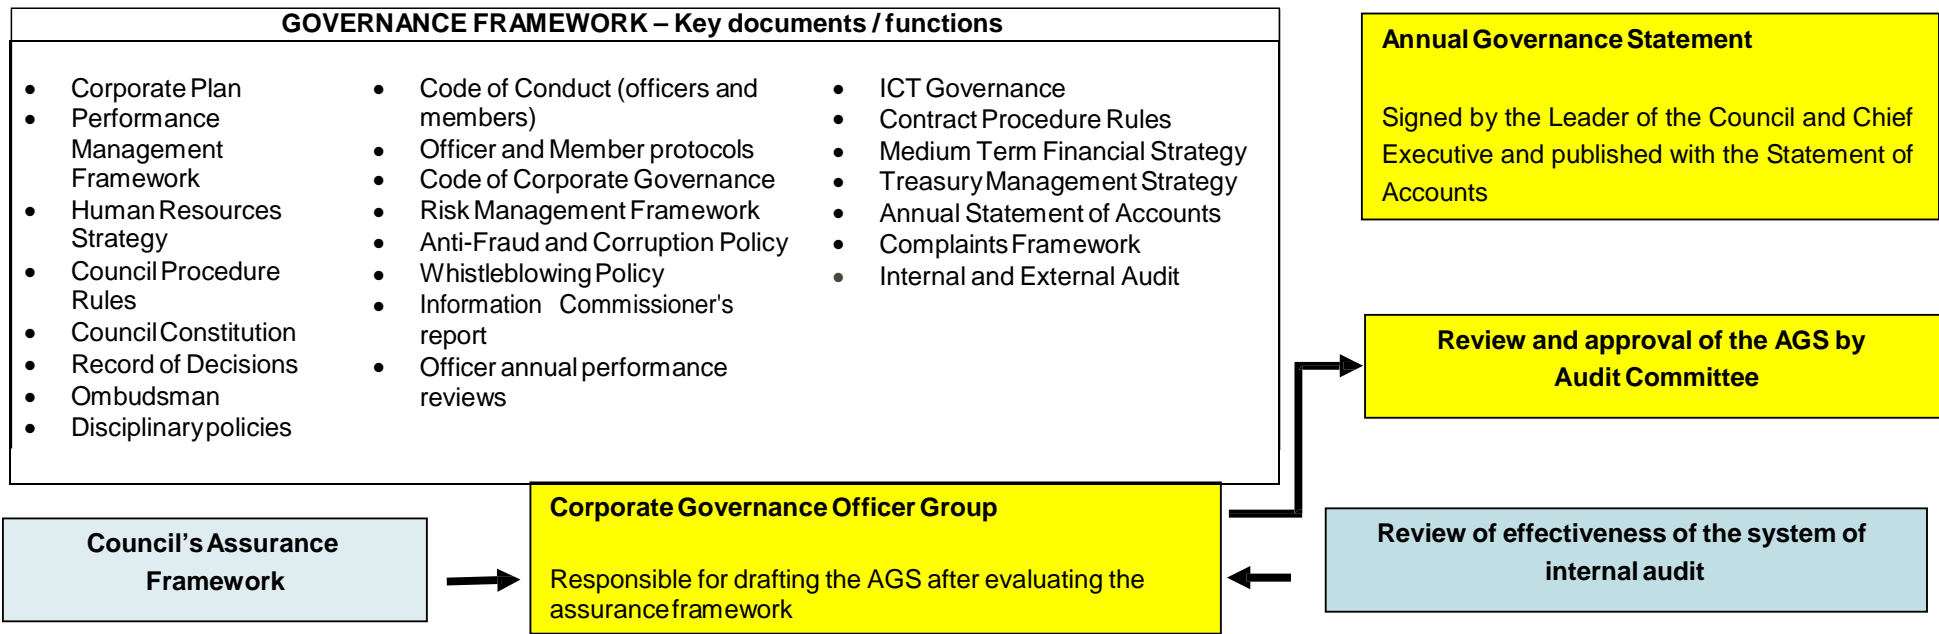 GOVERNANCE FRAMEWORK – Key documents / functions
• Corporate Plan
• Performance
Management
Framework
• Human Resources
Strategy
• Council Procedure
Rules
• Council Constitution
• Record of Decisions
• Ombudsman
• Disciplinary policies
• Code of Conduct (officers and
members)
• Officer and Member protocols
• Code of Corporate Governance
• Risk Management Framework
• Anti-Fraud and Corruption Policy
• Whistleblowing Policy
• Information Commissioner's
report
• Officer annual performance
reviews
• ICT Governance
• Contract Procedure Rules
• Medium Term Financial Strategy
• Treasury Management Strategy
• Annual Statement of Accounts
• Complaints Framework
• Internal and External Audit
Annual Governance Statement
Signed by the Leader of the Council and Chief
Executive and published with the Statement of
Accounts
Review and approval of the AGS by
Audit Committee
Council’s Assurance
Framework
Corporate Governance Officer Group
Responsible for drafting the AGS after evaluating the
assurance framework
Review of effectiveness of the system of
internal audit